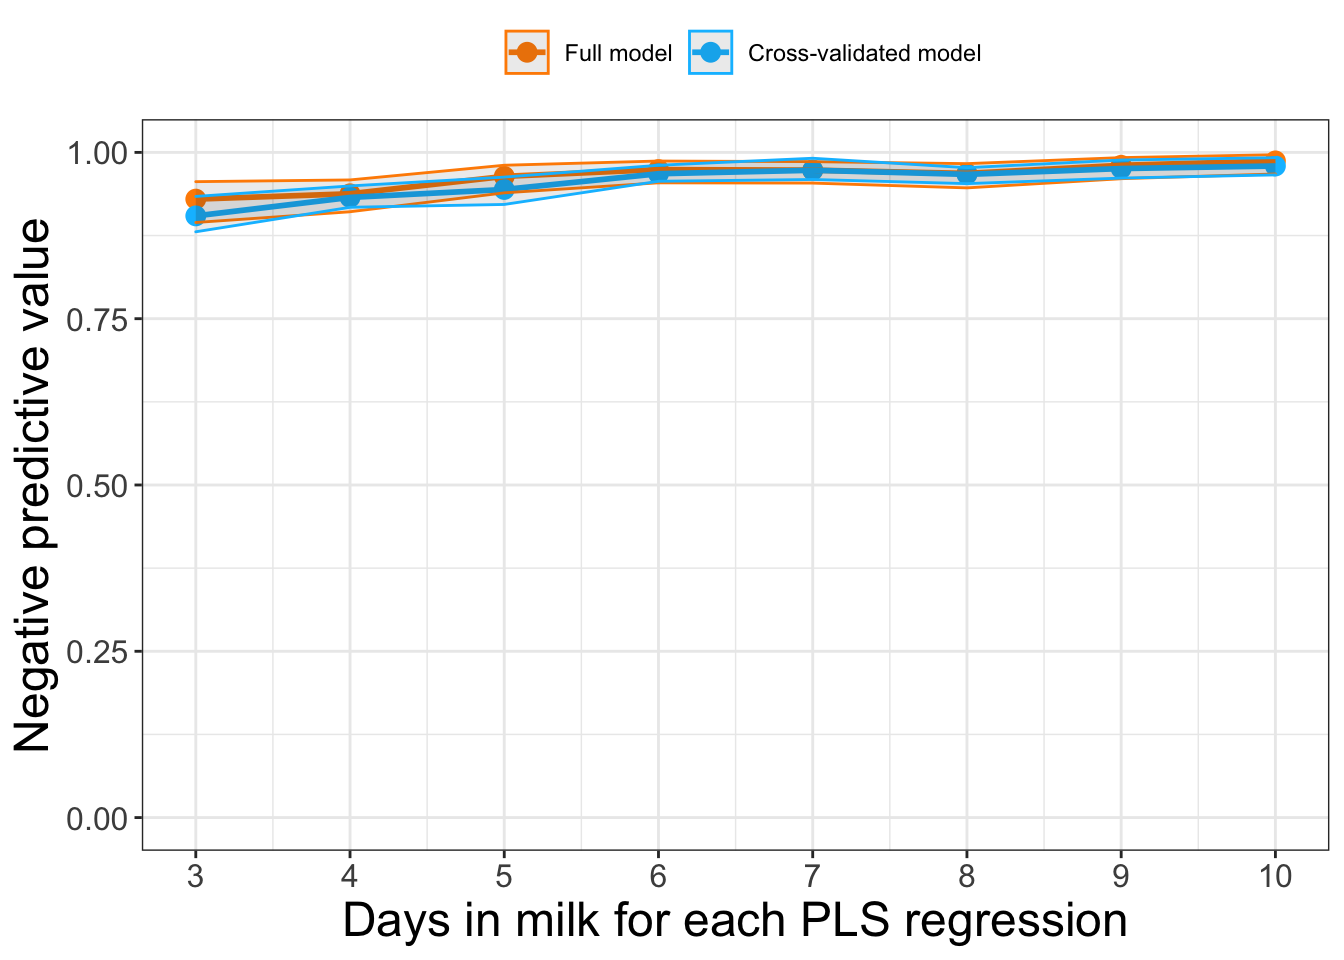 Full model Cross-validated model
Negative predictive value
1.00
0.75
0.50
0.25
0.00
3 4 5 6 7 8 9 10
Days in milk for each PLS regression